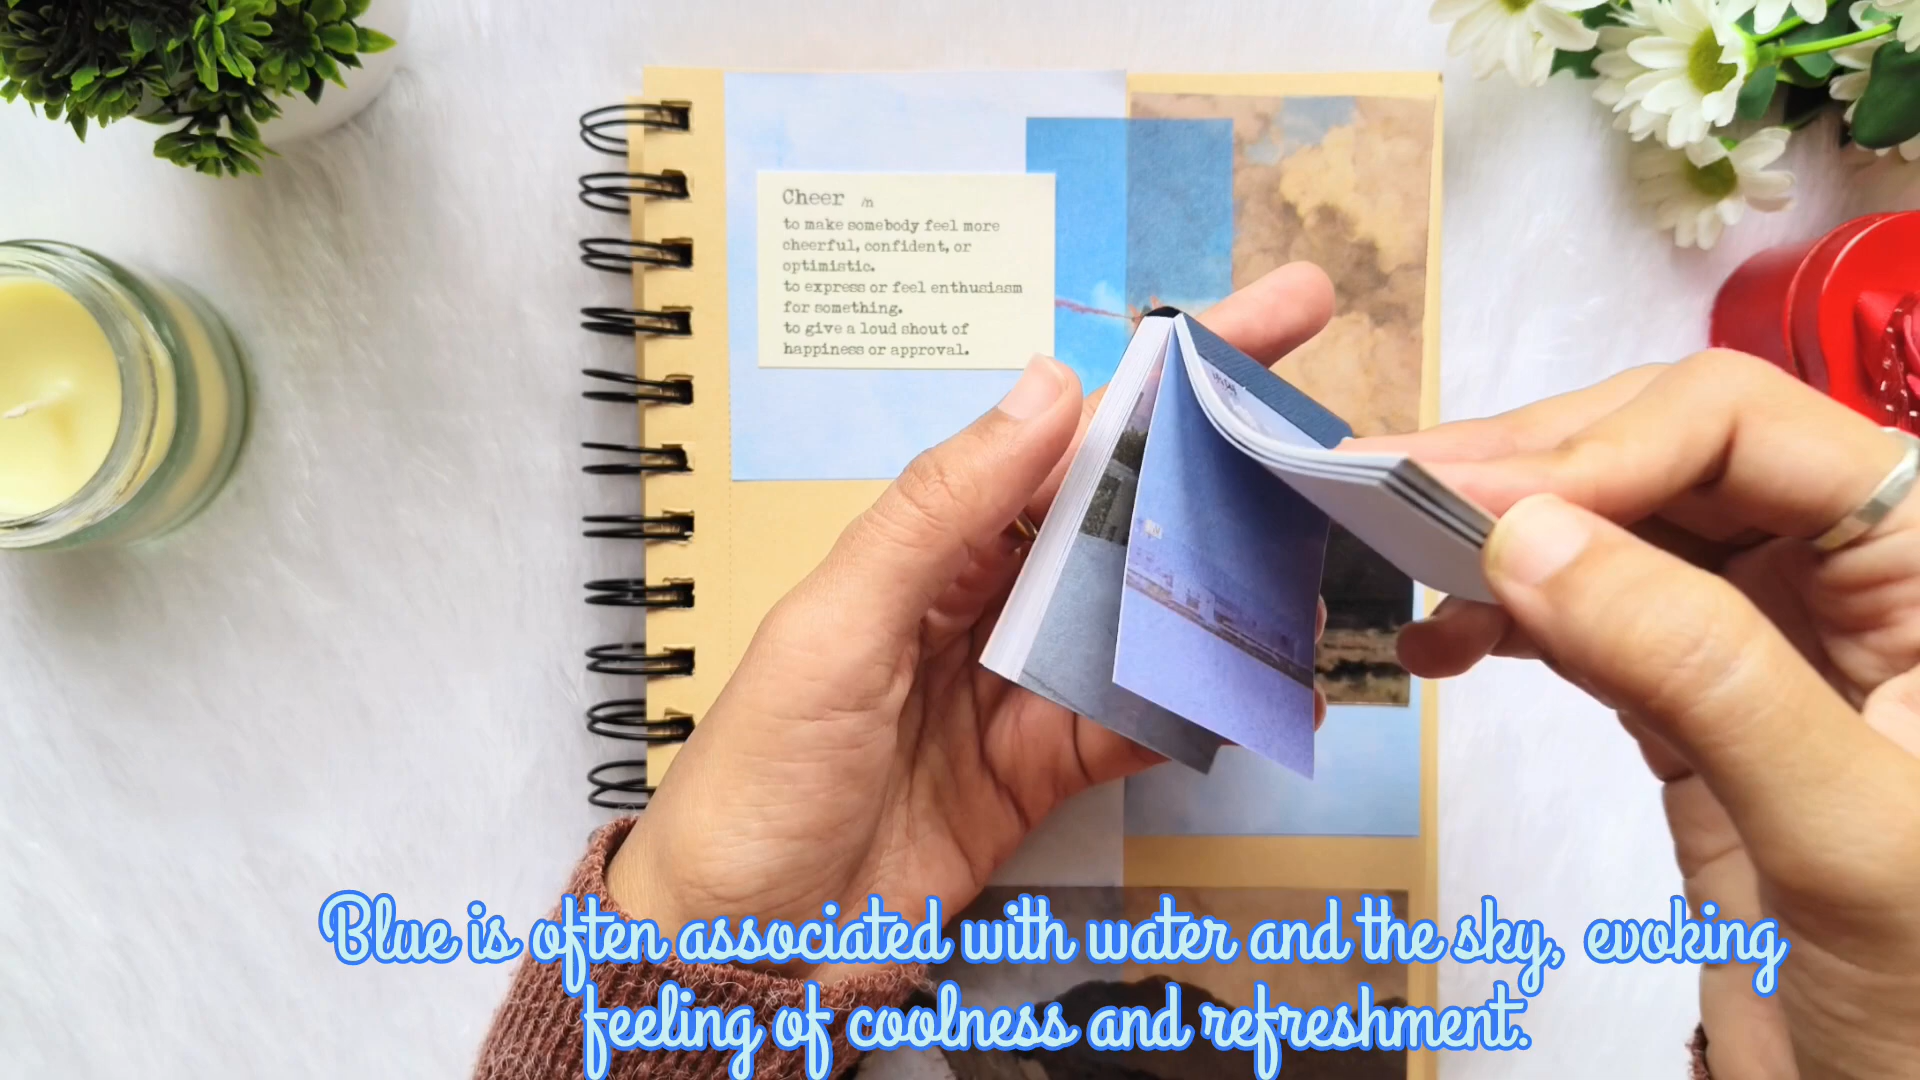 Cheer /n
to make somebody feel more
cheerful, confident, or
optimistic.
to express or feel enthusiasm
for something.
to give a loud shout of
happiness or approval.
Blue is often associated with water and the sky, evoking
feeling of coolness and refreshment.